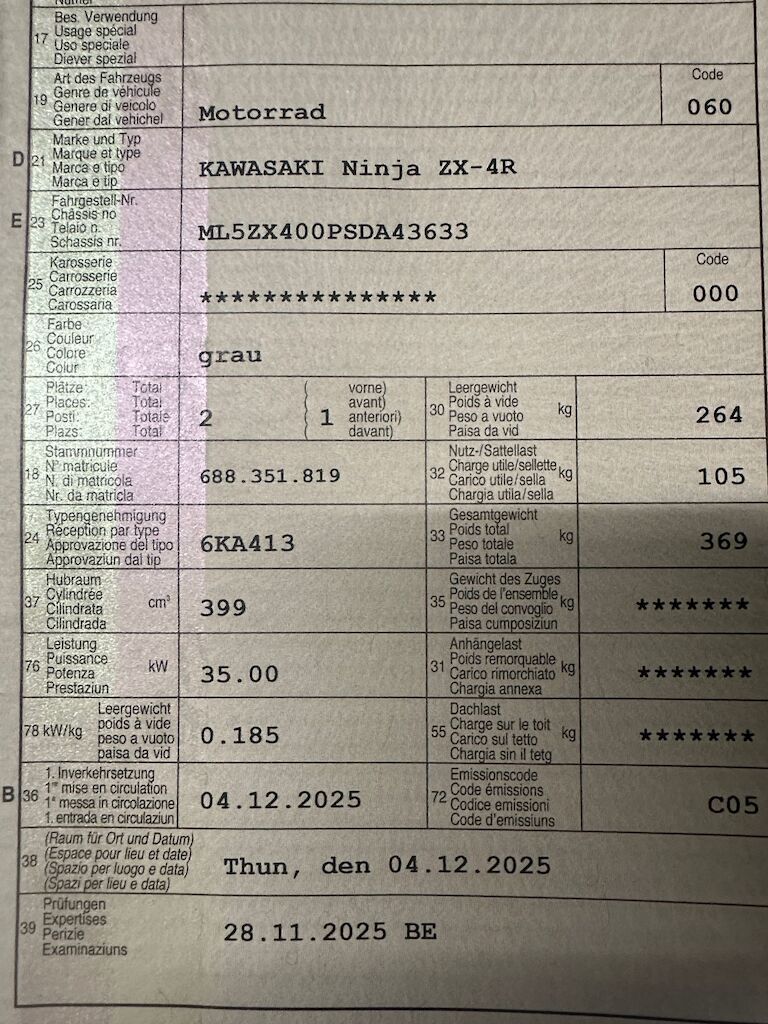 17 Bes. Verwendung
Usage spécial
Uso speciale
Diever spezial
19 Art des Fahrzeugs
Genre de véhicule
Genere di veicolo
Gener dal vehichel
Motorrad
Code
060
D 21 Marke und Typ
Marque et type
Marca e tipo
Marca e tip
KAWASAKI Ninja ZX-4R
E 23 Fahrgestell-Nr.
Châssis no
Telaio n.
Schassis nr.
ML5ZX400PSDA43633
25 Karosserie
Carrosserie
Carrozzeria
Carossaria
***************
Code
000
26 Farbe
Couleur
Colore
Colur
grau
27 Plätze: Total
Places: Total
Posti: Totale
Plazs: Total
2
( vorne)
( avant)
( 1 anteriori)
( davant)
30 Leergewicht
Poids à vide
Peso a vuoto
Paisa da vid
kg
264
18 Stammnummer
N° matricule
N. di matricola
Nr. da matricla
688.351.819
32 Nutz-/Sattellast
Charge utile/sellette
Carico utile/sella
Chargia utila/sella
kg
105
24 Typengenehmigung
Réception par type
Approvazione del tipo
Approvaziun dal tip
6KA413
33 Gesamtgewicht
Poids total
Peso totale
Paisa totala
kg
369
37 Hubraum
Cylindrée
Cilindrata
Cilindrada
cm³
399
35 Gewicht des Zuges
Poids de l'ensemble
Peso del convoglio
Paisa cumposiziun
kg
*******
76 Leistung
Puissance
Potenza
Prestaziun
kW
35.00
31 Anhängelast
Poids remorquable
Carico rimorchiato
Chargia annexa
kg
*******
78 kW/kg
Leergewicht
poids à vide
peso a vuoto
paisa da vid
0.185
55 Dachlast
Charge sur le toit
Carico sul tetto
Chargia sin il tetg
kg
*******
B 36 1. Inverkehrsetzung
1re mise en circulation
1a messa in circolazione
1. entrada en circulaziun
04.12.2025
72 Emissionscode
Code émissions
Codice emissioni
Code d'emissiuns
C05
38 (Raum für Ort und Datum)
(Espace pour lieu et date)
(Spazio per luogo e data)
(Spazi per lieu e data)
Thun, den 04.12.2025
39 Prüfungen
Expertises
Perizie
Examinaziuns
28.11.2025 BE